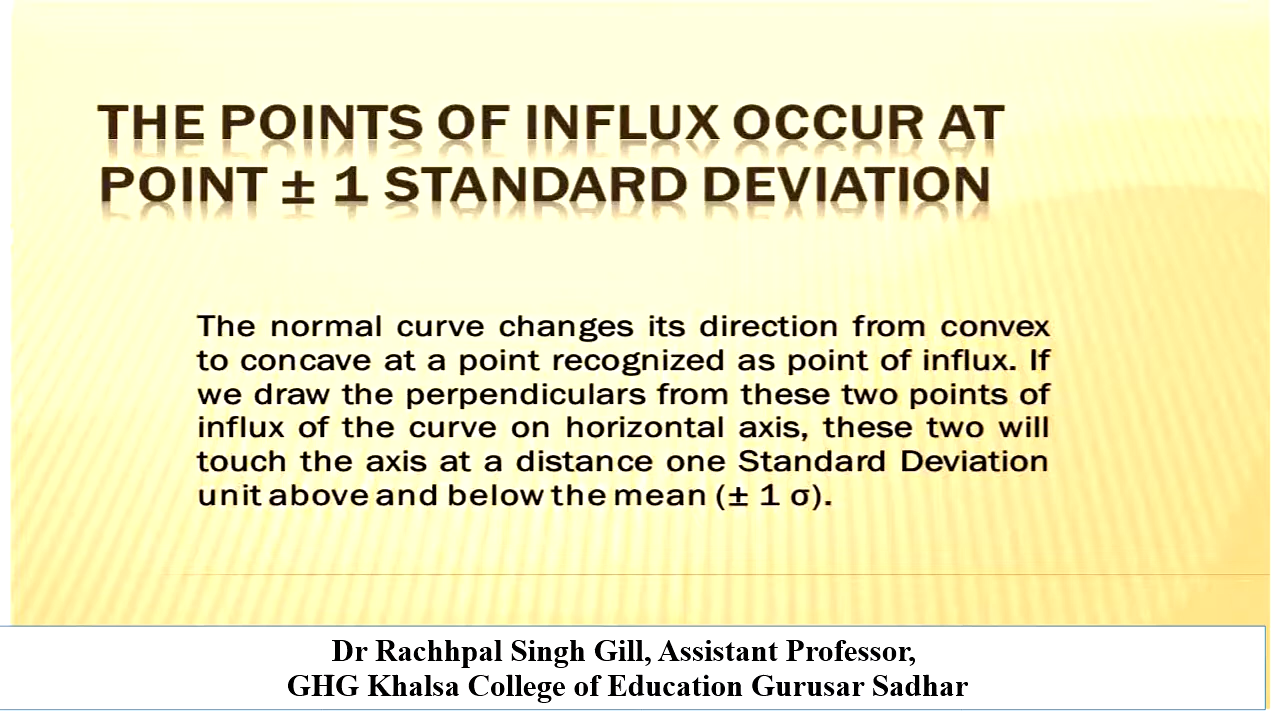 THE POINTS OF INFLUX OCCUR AT
POINT ± 1 STANDARD DEVIATION
The normal curve changes its direction from convex
to concave at a point recognized as point of influx. If
we draw the perpendiculars from these two points of
influx of the curve on horizontal axis, these two will
touch the axis at a distance one Standard Deviation
unit above and below the mean (± 1 σ).
Dr Rachhpal Singh Gill, Assistant Professor,
GHG Khalsa College of Education Gurusar Sadhar